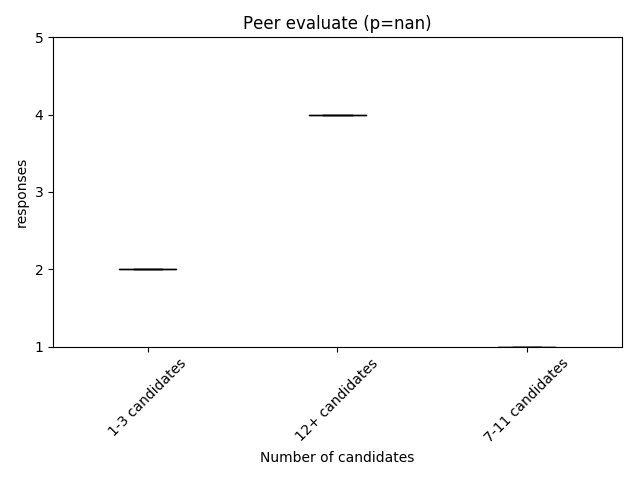 Peer evaluate (p=nan)
5
4
3
2
1
responses
1-3 candidates
12+ candidates
7-11 candidates
Number of candidates